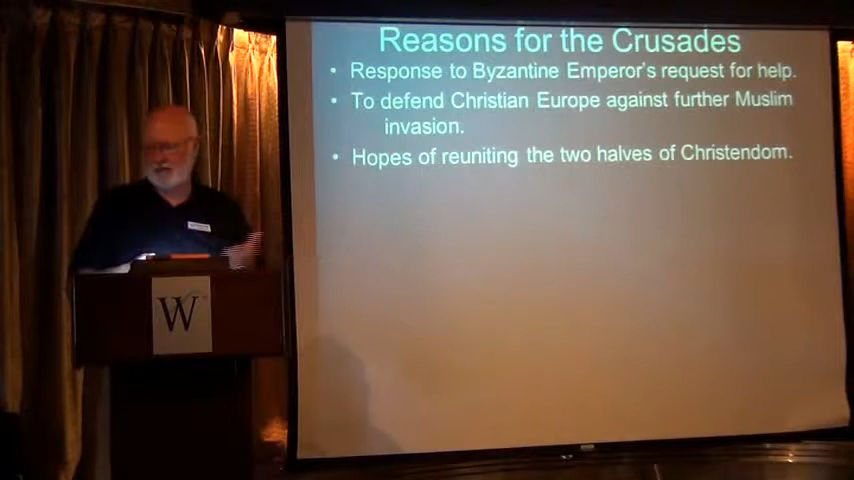 Reasons for the Crusades
• Response to Byzantine Emperor's request for help.
• To defend Christian Europe against further Muslim
invasion.
• Hopes of reuniting the two halves of Christendom.
W